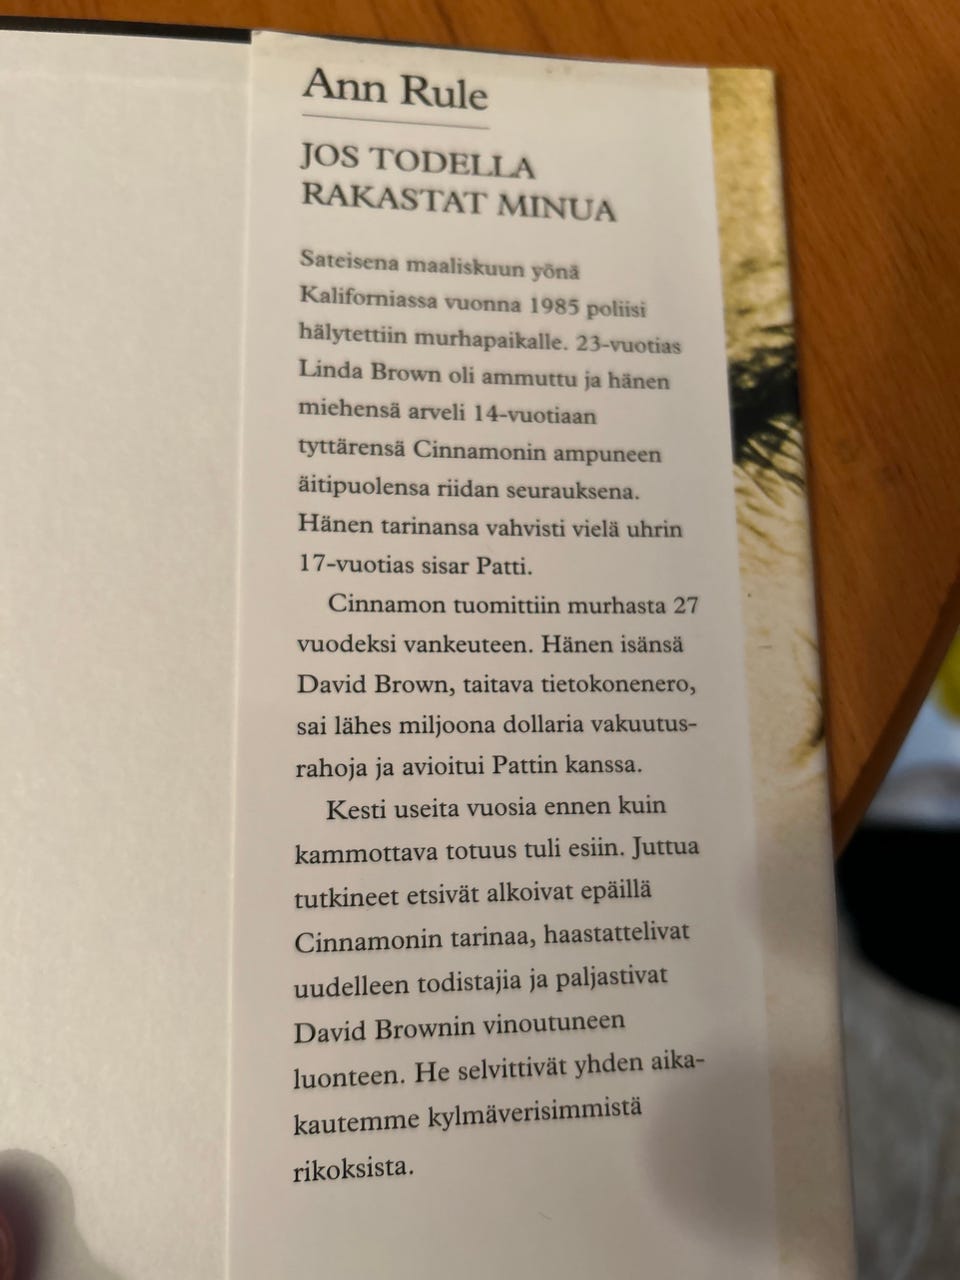 Ann Rule
JOS TODELLA
RAKASTAT MINUA
Sateisena maaliskuun yönä
Kaliforniassa vuonna 1985 poliisi
hälytettiin murhapaikalle. 23-vuotias
Linda Brown oli ammuttu ja hänen
miehensä arveli 14-vuotiaan
tyttärensä Cinnamonin ampuneen
äitipuolensa riidan seurauksena.
Hänen tarinansa vahvisti vielä uhrin
17-vuotias sisar Patti.
Cinnamon tuomittiin murhasta 27
vuodeksi vankeuteen. Hänen isänsä
David Brown, taitava tietokonenero,
sai lähes miljoona dollaria vakuutus-
rahoja ja avioitui Pattin kanssa.
Kesti useita vuosia ennen kuin
kammottava totuus tuli esiin. Juttua
tutkineet etsivät alkoivat epäillä
Cinnamonin tarinaa, haastattelivat
uudelleen todistajia ja paljastivat
David Brownin vinoutuneen
luonteen. He selvittivät yhden aika-
kautemme kylmäverisimmistä
rikoksista.